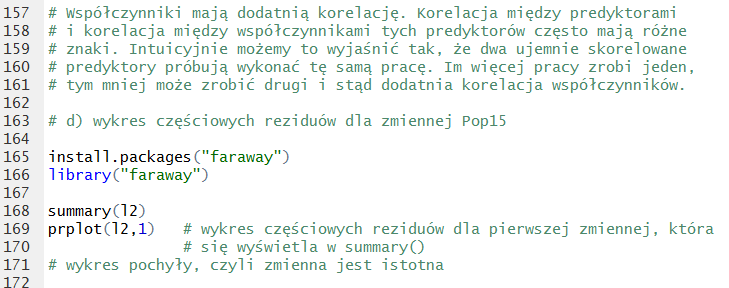 157 # Współczynniki mają dodatnią korelację. Korelacja między predyktorami
158 # i korelacja między współczynnikami tych predyktorów często mają różne
159 # znaki. Intuicyjnie możemy to wyjaśnić tak, że dwa ujemnie skorelowane
160 # predyktory próbują wykonać tę samą pracę. Im więcej pracy zrobi jeden,
161 # tym mniej może zrobić drugi i stąd dodatnia korelacja współczynników.
162
163 # d) wykres częściowych reziduów dla zmiennej Pop15
164
165 install.packages("faraway")
166 library("faraway")
167
168 summary(l2)
169 prplot(l2,1)   # wykres częściowych reziduów dla pierwszej zmiennej, która
170                # się wyświetla w summary()
171 # wykres pochyły, czyli zmienna jest istotna
172